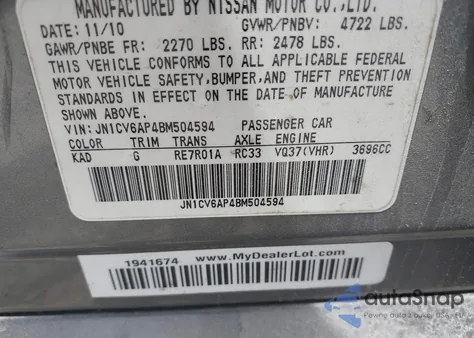 MANUFACTURED BY NISSAN MOTOR CO.,LTD.
DATE: 11/10 GVWR/PNBV: 4722 LBS.
GAWR/PNBE FR: 2270 LBS. RR: 2478 LBS.
THIS VEHICLE CONFORMS TO ALL APPLICABLE FEDERAL
MOTOR VEHICLE SAFETY, BUMPER, AND THEFT PREVENTION
STANDARDS IN EFFECT ON THE DATE OF MANUFACTURE
SHOWN ABOVE.
VIN: JN1CV6AP4BM504594 PASSENGER CAR
COLOR TRIM TRANS AXLE ENGINE
KAD G RE7R01A RC33 VQ37(VHR) 3696CC
JN1CV6AP4BM504594
1941674 www.MyDealerLot.com
autoSnap
Pewne auto z